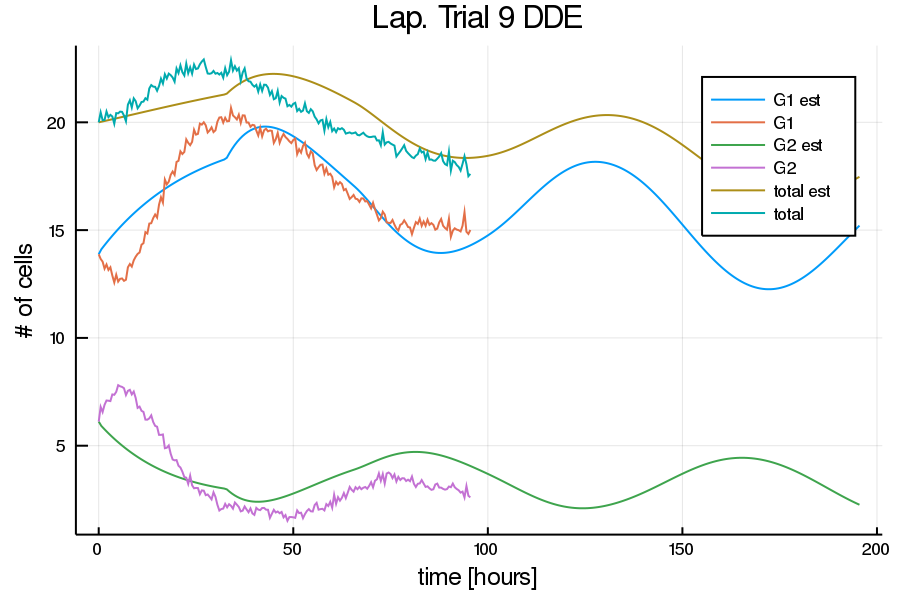 Lap. Trial 9 DDE
G1 est
G1
G2 est
G2
total est
total
20
15
10
5
# of cells
0
50
100
150
200
time [hours]